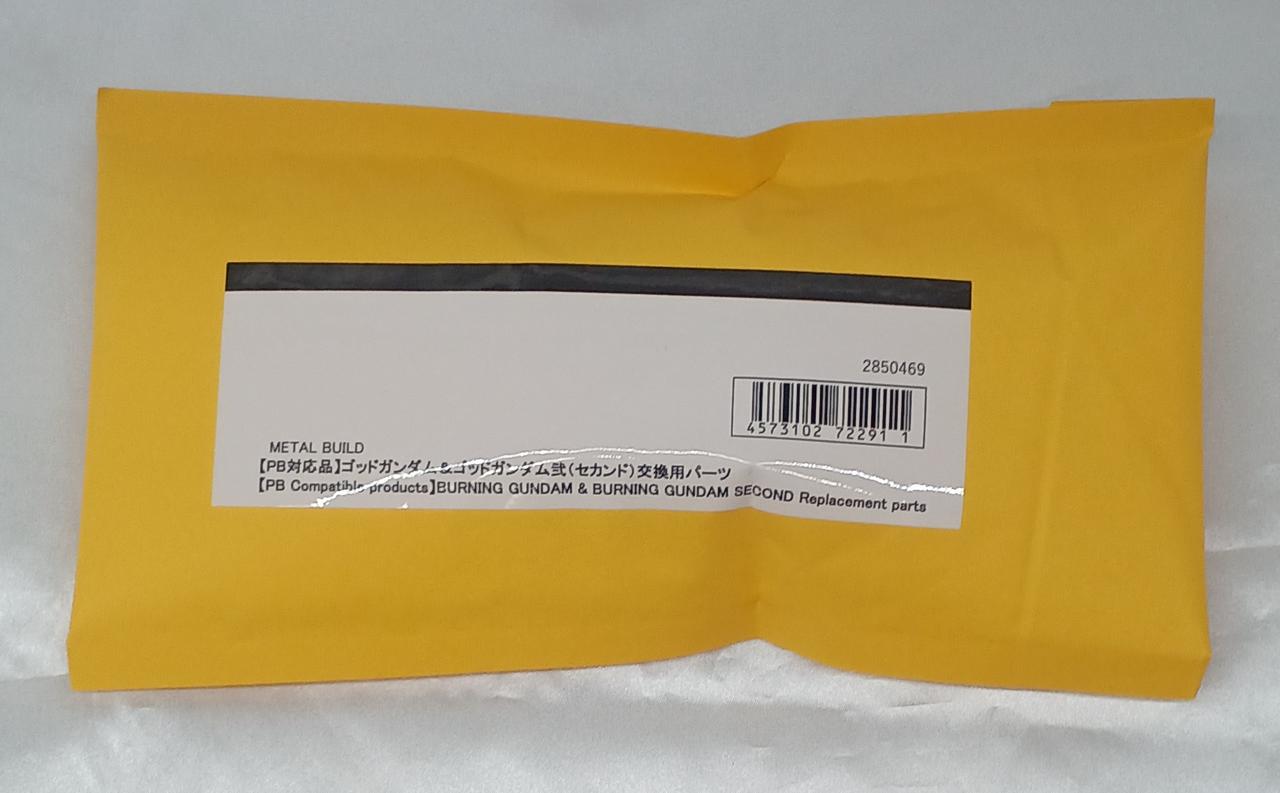 2850469
4573102 72291 1
METAL BUILD
【PB対応品】ゴッドガンダム&ゴッドガンダム弐(セカンド)交換用パーツ
【PB Compatible products】BURNING GUNDAM & BURNING GUNDAM SECOND Replacement parts